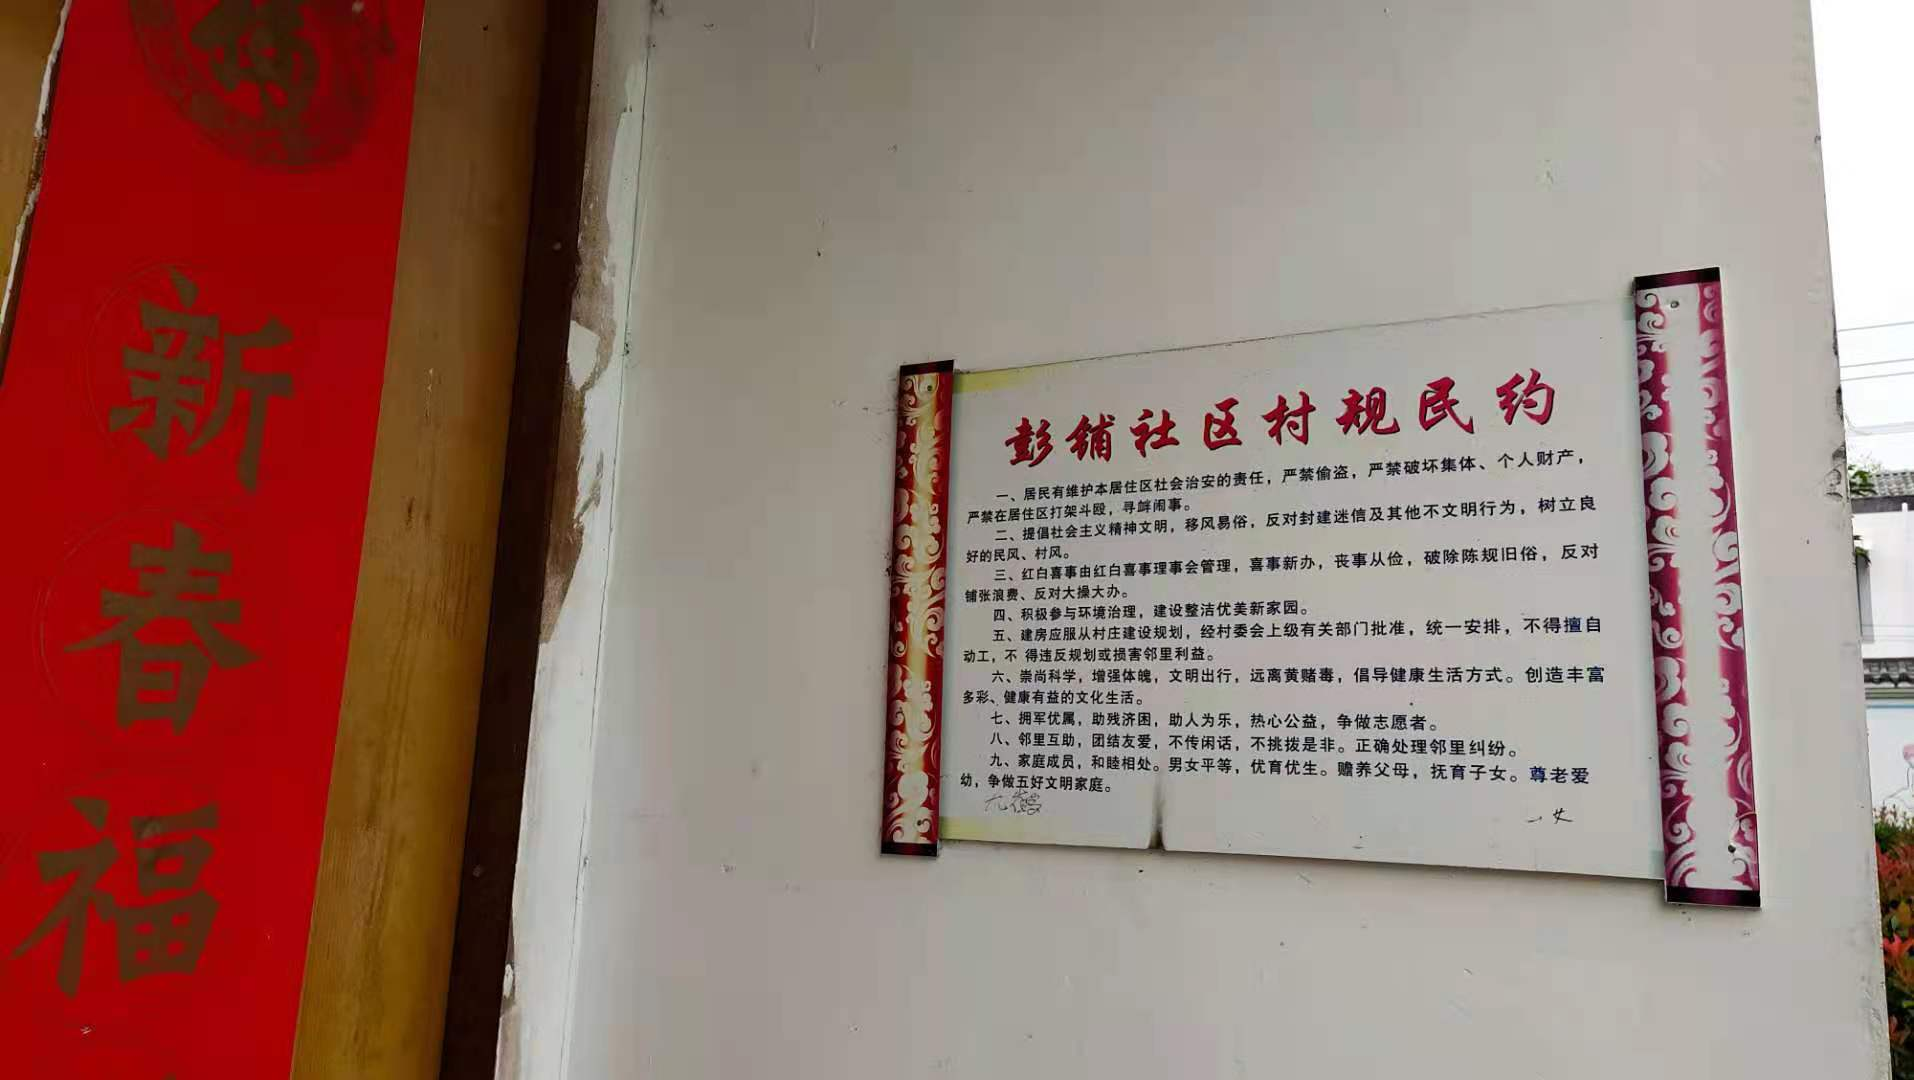 福
新
春
福
彭铺社区村规民约
一、居民有维护本居住区社会治安的责任，严禁偷盗，严禁破坏集体、个人财产，
严禁在居住区打架斗殴，寻衅闹事。
二、提倡社会主义精神文明，移风易俗，反对封建迷信及其他不文明行为，树立良
好的民风、村风。
三、红白喜事由红白喜事理事会管理，喜事新办，丧事从俭，破除陈规旧俗，反对
铺张浪费、反对大操大办。
四、积极参与环境治理，建设整洁优美新家园。
五、建房应服从村庄建设规划，经村委会上级有关部门批准，统一安排，不得擅自
动工，不 得违反规划或损害邻里利益。
六、崇尚科学，增强体魄，文明出行，远离黄赌毒，倡导健康生活方式。创造丰富
多彩、健康有益的文化生活。
七、拥军优属，助残济困，助人为乐，热心公益，争做志愿者。
八、邻里互助，团结友爱，不传闲话，不挑拨是非。正确处理邻里纠纷。
九、家庭成员，和睦相处。男女平等，优育优生。赡养父母，抚育子女。尊老爱
幼，争做五好文明家庭。